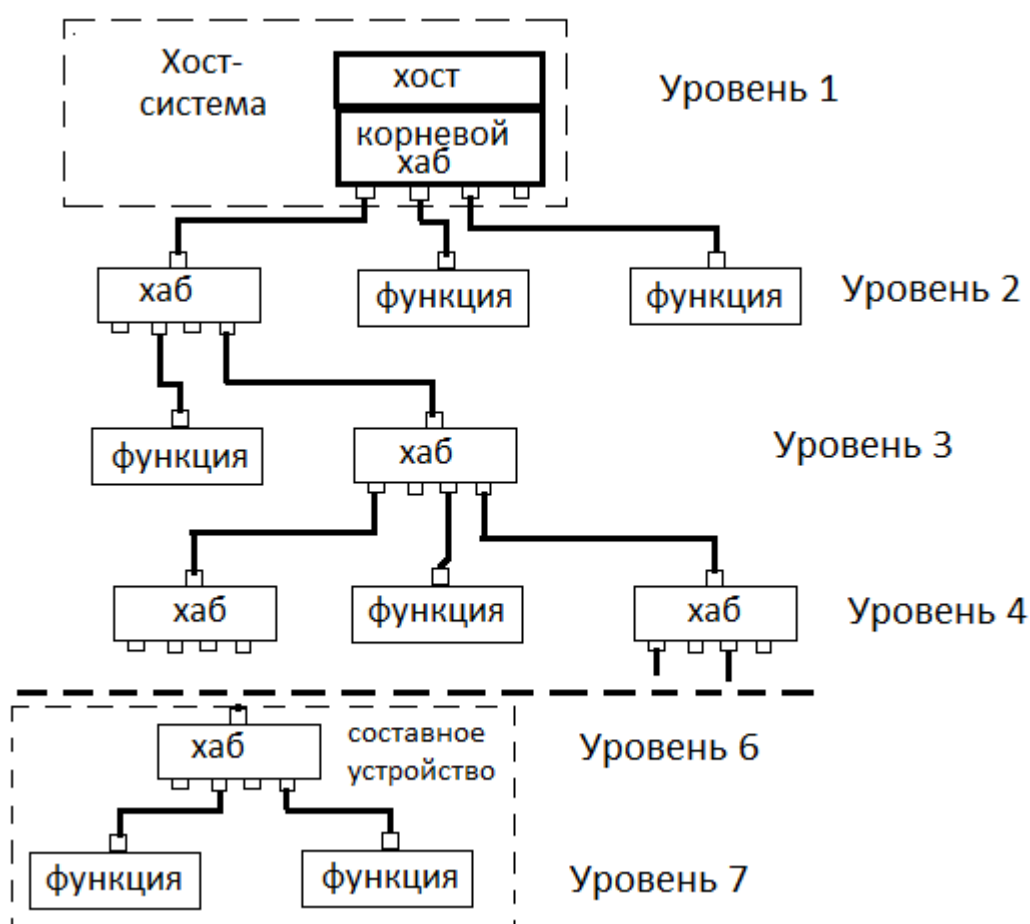 Хост-
система
хост
корневой
хаб
Уровень 1
хаб
функция
функция
Уровень 2
функция
хаб
Уровень 3
хаб
функция
хаб
Уровень 4
хаб
составное
устройство
Уровень 6
функция
функция
Уровень 7